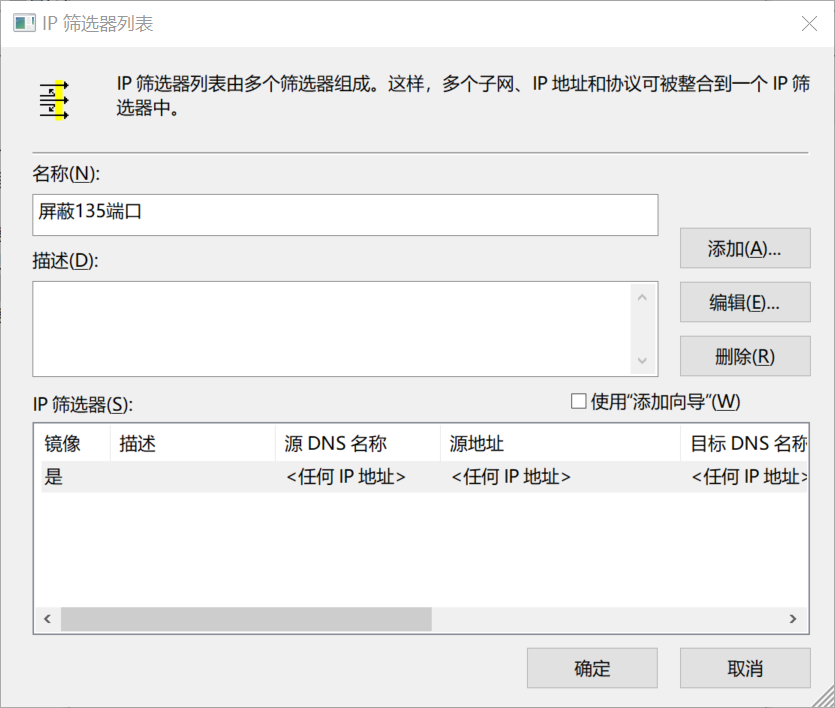 IP 筛选器列表
IP 筛选器列表由多个筛选器组成。这样，多个子网、IP 地址和协议可被整合到一个 IP 筛
选器中。
名称(N):
屏蔽135端口
添加(A)...
描述(D):
编辑(E)...
删除(R)
IP 筛选器(S):
使用“添加向导”(W)
镜像 描述 源 DNS 名称 源地址 目标 DNS 名称
是 <任何 IP 地址> <任何 IP 地址> <任何 IP 地址>
确定 取消